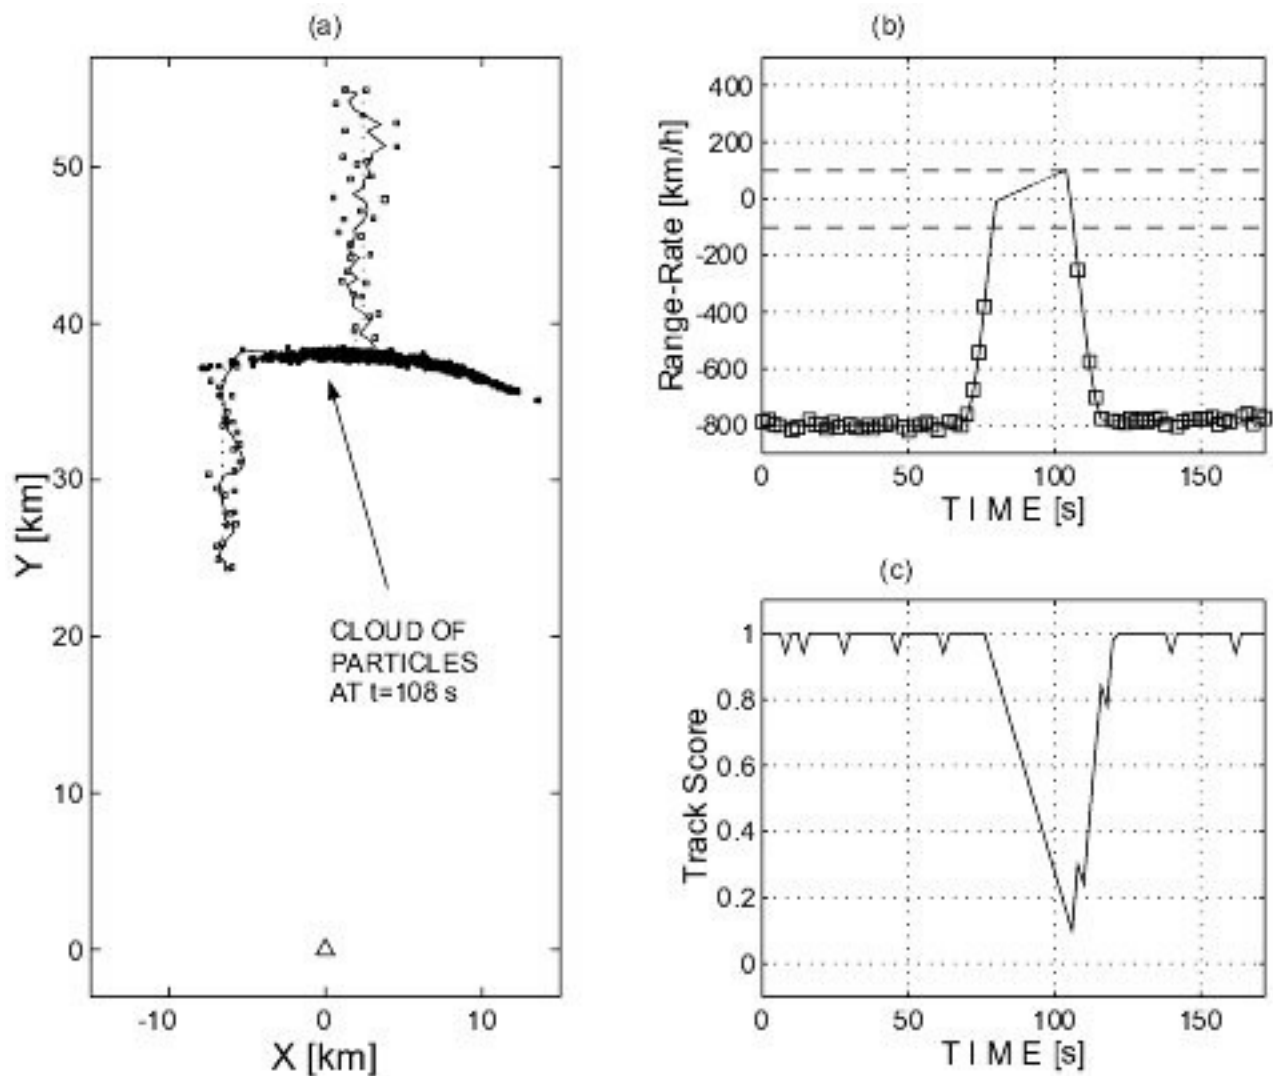 (a)
50
40
30
20
10
0
-10
0
10
Y [km]
X [km]
CLOUD OF
PARTICLES
AT t=108 s
(b)
400
200
0
-200
-400
-600
-800
0
50
100
150
Range-Rate [km/h]
T I M E [s]
(c)
1
0.8
0.6
0.4
0.2
0
0
50
100
150
Track Score
T I M E [s]